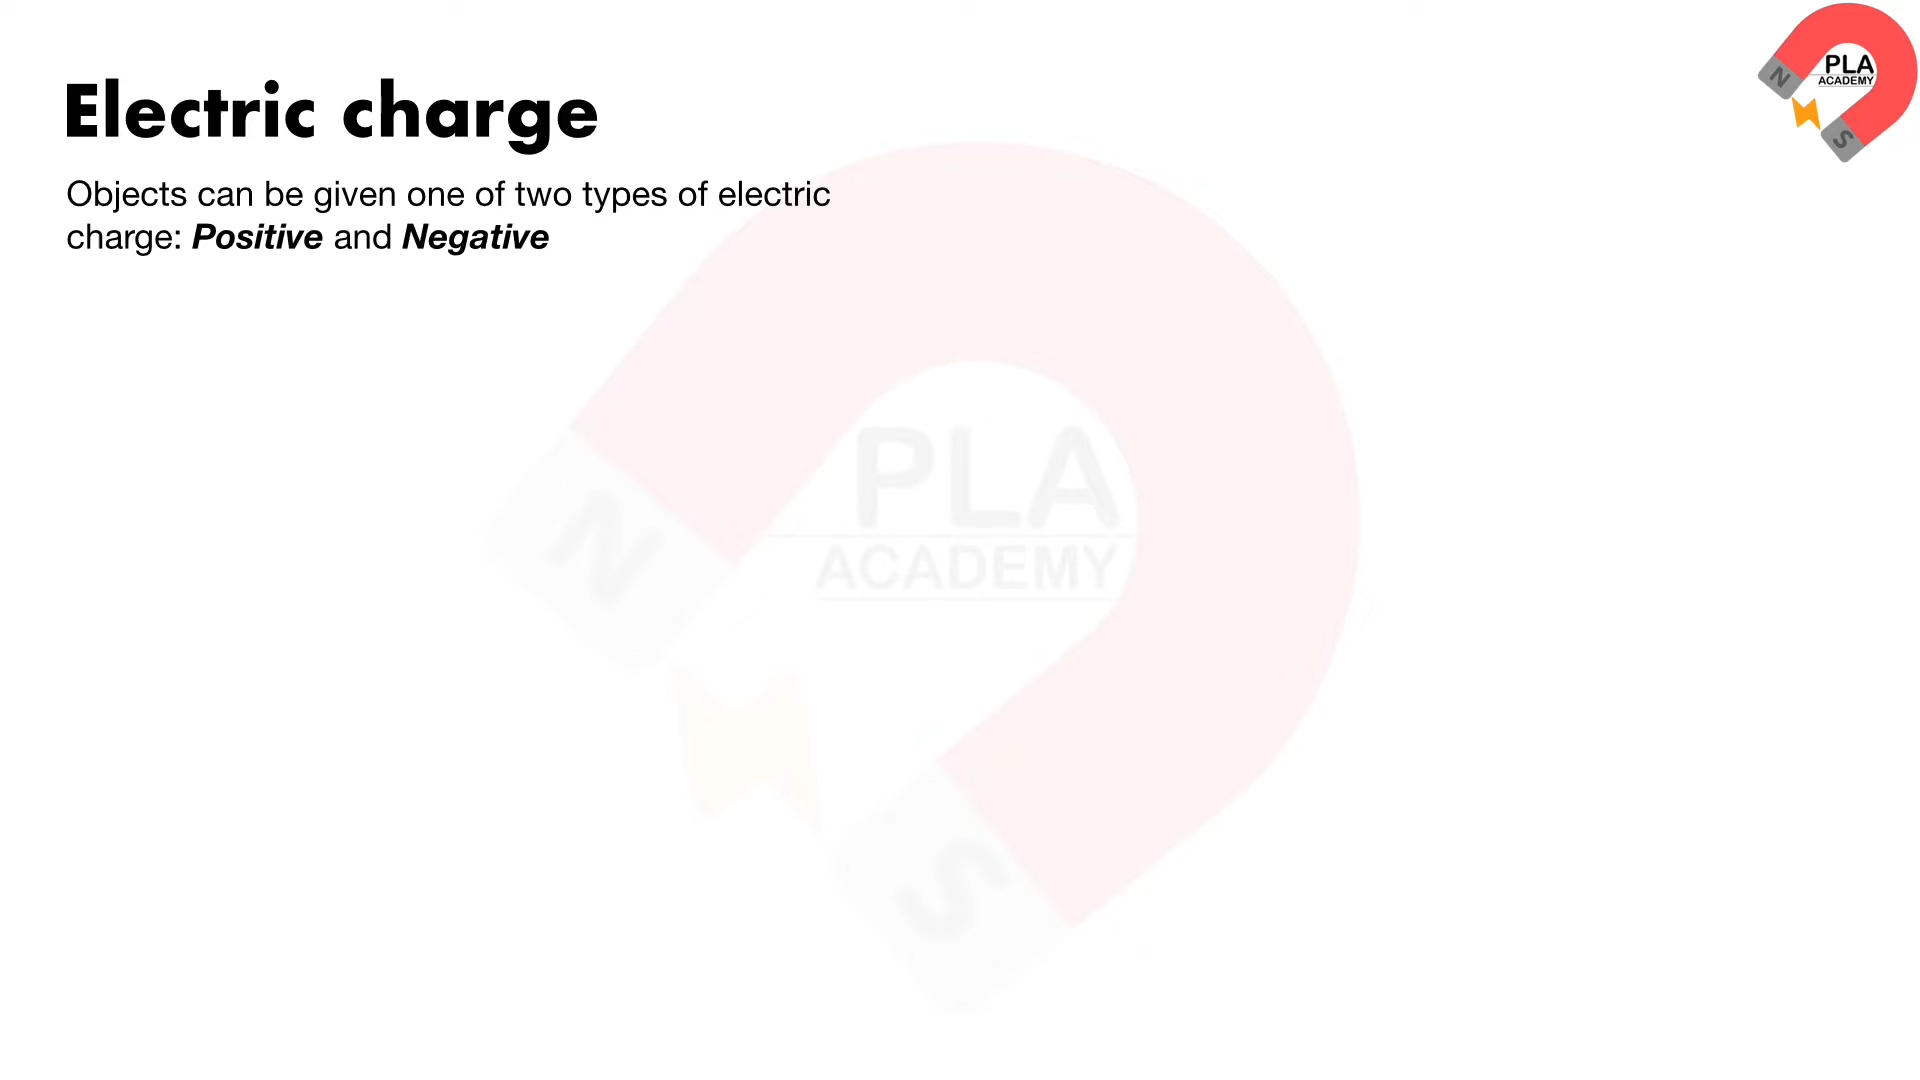 Electric charge
Objects can be given one of two types of electric
charge: Positive and Negative
N
PLA
ACADEMY
S
PLA
ACADEMY
N
S